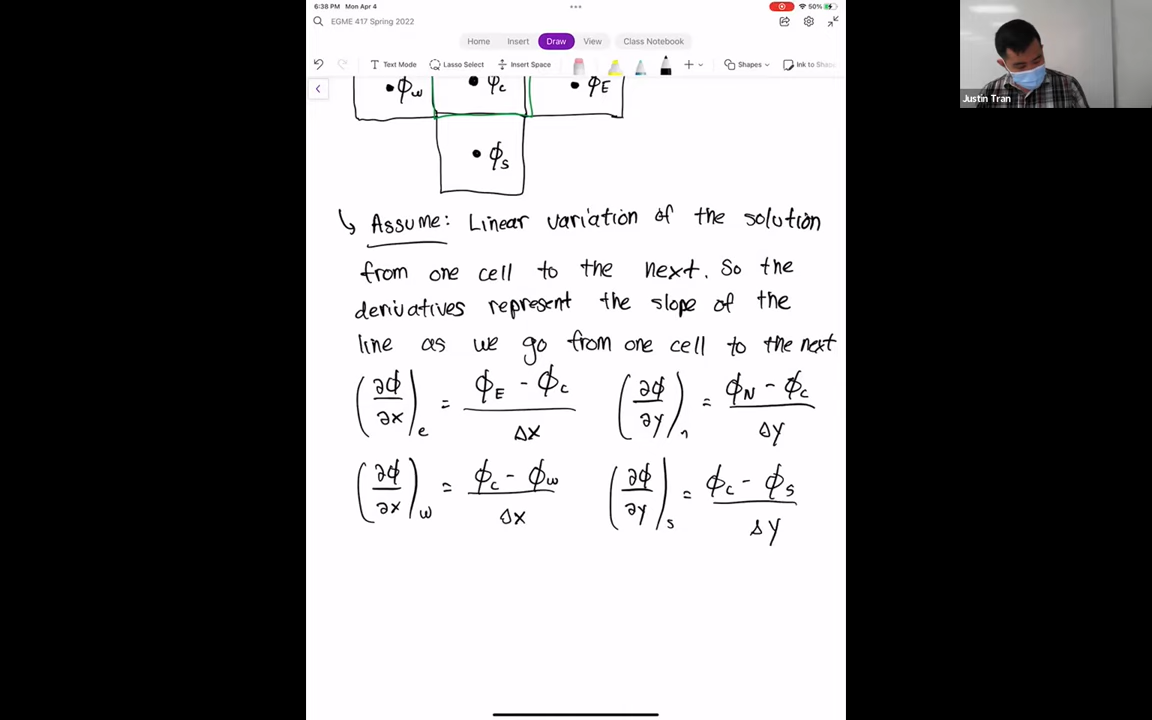 6:38 PM Mon Apr 4
50%
EGME 417 Spring 2022
Home Insert Draw View Class Notebook
Text Mode Lasso Select Insert Space Shapes Ink to Shape
Justin Tran
ϕw ϕc ϕE
ϕs
↳ Assume: Linear variation of the solution
from one cell to the next. So the
derivatives represent the slope of the
line as we go from one cell to the next
(∂ϕ/∂x)|e = (ϕE - ϕc)/Δx (∂ϕ/∂y)|n = (ϕN - ϕc)/Δy
(∂ϕ/∂x)|w = (ϕc - ϕw)/Δx (∂ϕ/∂y)|s = (ϕc - ϕs)/Δy